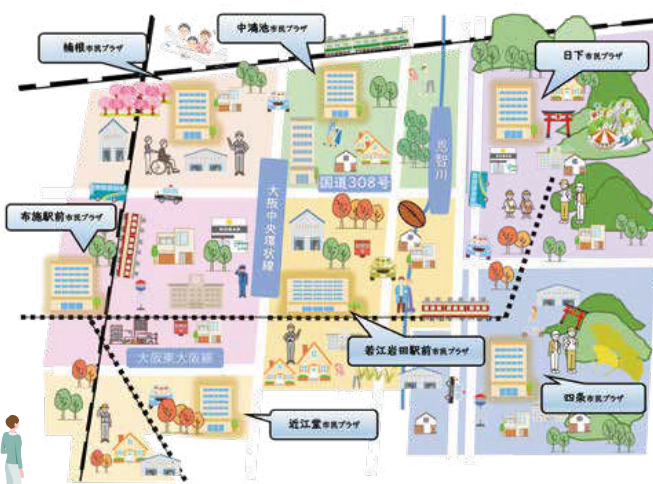 中鴻池市民プラザ
楠根市民プラザ
日下市民プラザ
恩智川
国道308号
大阪中央環状線
布施駅前市民プラザ
若江岩田駅前市民プラザ
大阪東大阪線
四条市民プラザ
近江堂市民プラザ